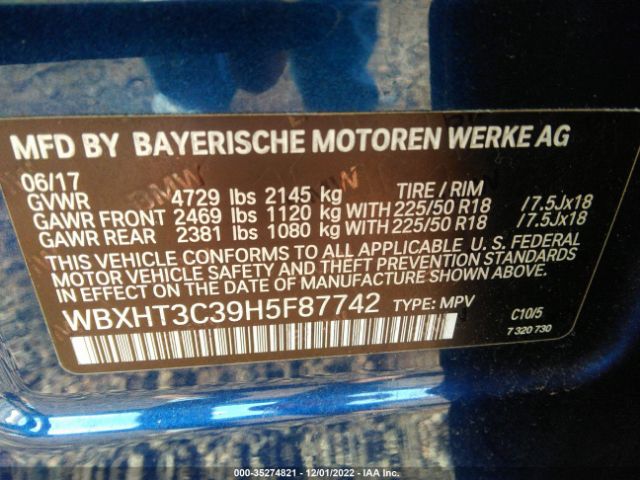 MFD BY BAYERISCHE MOTOREN WERKE AG
06/17
GVWR 4729 lbs 2145 kg TIRE / RIM
GAWR FRONT 2469 lbs 1120 kg WITH 225/50 R18 /7.5Jx18
GAWR REAR 2381 lbs 1080 kg WITH 225/50 R18 /7.5Jx18
THIS VEHICLE CONFORMS TO ALL APPLICABLE U. S. FEDERAL
MOTOR VEHICLE SAFETY AND THEFT PREVENTION STANDARDS
IN EFFECT ON THE DATE OF MANUFACTURE SHOWN ABOVE.
WBXHT3C39H5F87742 TYPE: MPV C10/5
7 320 730
000-35274821 - 12/01/2022 - IAA Inc.